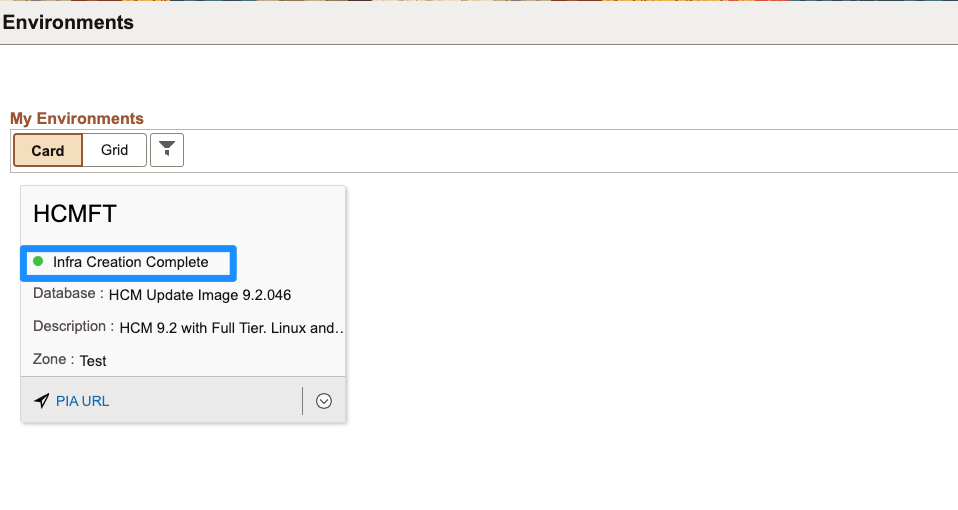 Environments
My Environments
Card Grid
HCMFT
Infra Creation Complete
Database : HCM Update Image 9.2.046
Description : HCM 9.2 with Full Tier. Linux and..
Zone : Test
PIA URL